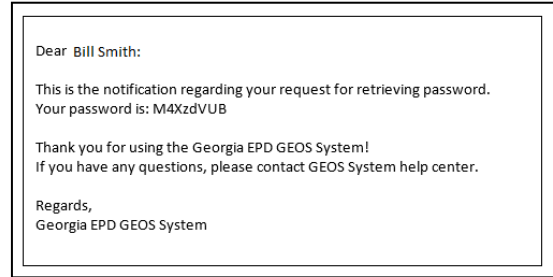 Dear Bill Smith:
This is the notification regarding your request for retrieving password.
Your password is: M4XzdVUB
Thank you for using the Georgia EPD GEOS System!
If you have any questions, please contact GEOS System help center.
Regards,
Georgia EPD GEOS System